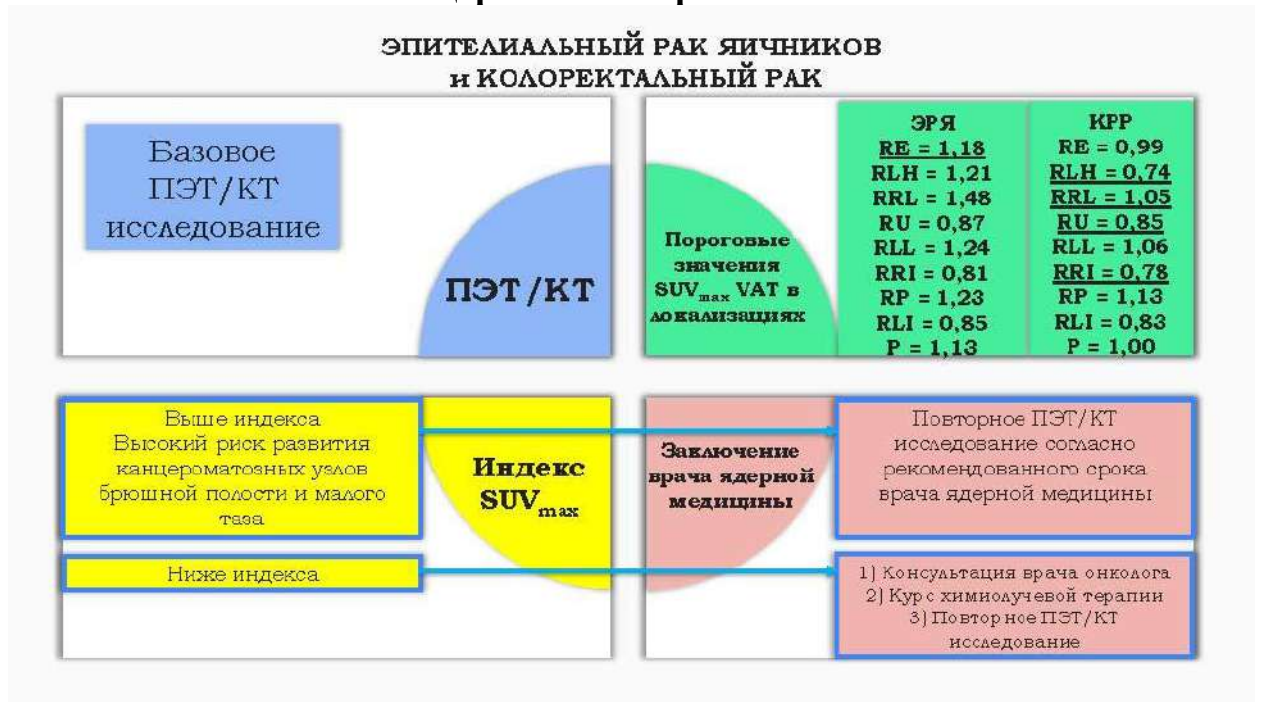 ЭПИТЕЛИАЛЬНЫЙ РАК ЯИЧНИКОВ
и КОЛОРЕКТАЛЬНЫЙ РАК
Базовое
ПЭТ/КТ
исследование
ПЭТ/КТ
Пороговые
значения
SUVmax VAT в
локализациях
ЭРЯ
RE = 1,18
RLH = 1,21
RRL = 1,48
RU = 0,87
RLL = 1,24
RRI = 0,81
RP = 1,23
RLI = 0,85
P = 1,13
КРР
RE = 0,99
RLH = 0,74
RRL = 1,05
RU = 0,85
RLL = 1,06
RRI = 0,78
RP = 1,13
RLI = 0,83
P = 1,00
Выше индекса
Высокий риск развития
канцероматозных узлов
брюшной полости и малого
таза
Ниже индекса
Индекс
SUVmax
Заключение
врача ядерной
медицины
Повторное ПЭТ/КТ
исследование согласно
рекомендованного срока
врача ядерной медицины
1) Консультация врача онколога
2) Курс химиолучевой терапии
3) Повторное ПЭТ/КТ
исследование